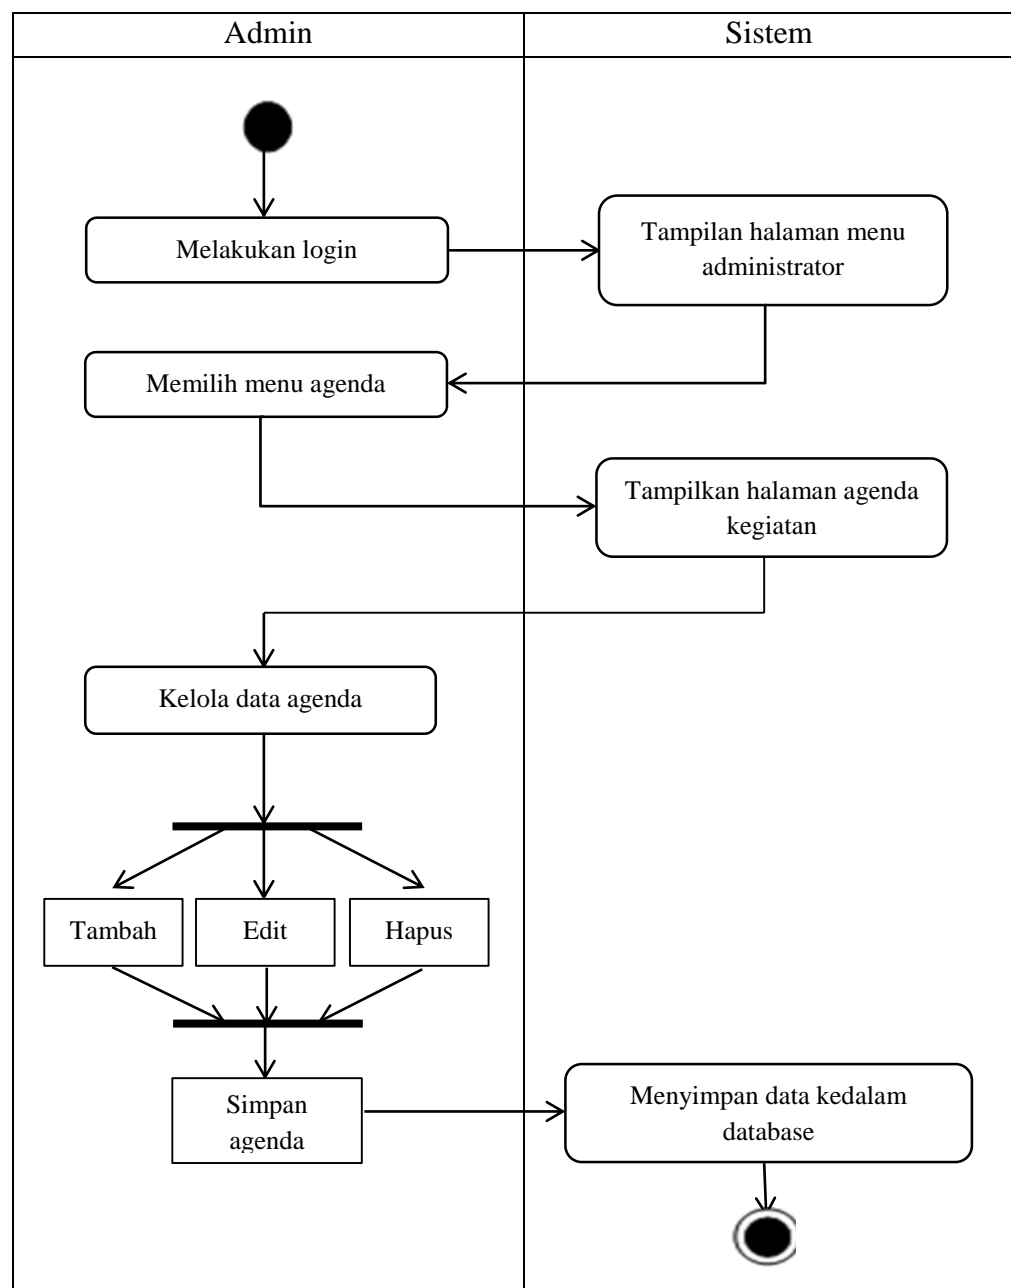 Admin
Sistem
Melakukan login
Tampilan halaman menu
administrator
Memilih menu agenda
Tampilkan halaman agenda
kegiatan
Kelola data agenda
Tambah
Edit
Hapus
Simpan
agenda
Menyimpan data kedalam
database